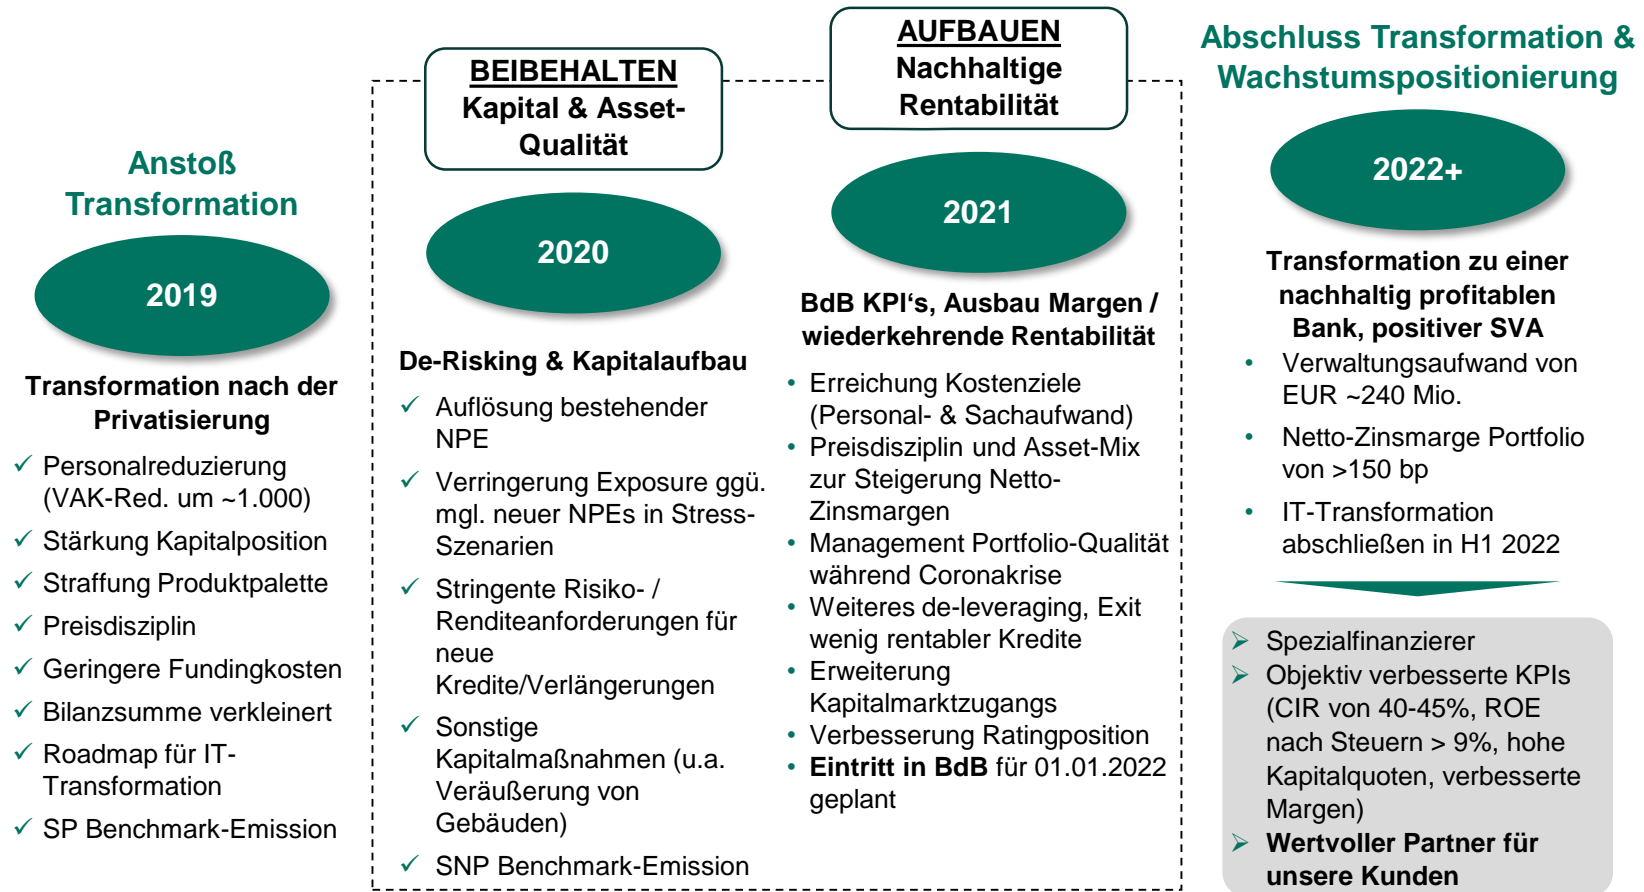 Anstoß
Transformation
2019
Transformation nach der
Privatisierung
✓ Personalreduzierung
(VAK-Red. um ~1.000)
✓ Stärkung Kapitalposition
✓ Straffung Produktpalette
✓ Preisdisziplin
✓ Geringere Fundingkosten
✓ Bilanzsumme verkleinert
✓ Roadmap für IT-
Transformation
✓ SP Benchmark-Emission
BEIBEHALTEN
Kapital & Asset-
Qualität
2020
De-Risking & Kapitalaufbau
✓ Auflösung bestehender
NPE
✓ Verringerung Exposure ggü.
mgl. neuer NPEs in Stress-
Szenarien
✓ Stringente Risiko- /
Renditeanforderungen für
neue
Kredite/Verlängerungen
✓ Sonstige
Kapitalmaßnahmen (u.a.
Veräußerung von
Gebäuden)
✓ SNP Benchmark-Emission
AUFBAUEN
Nachhaltige
Rentabilität
2021
BdB KPI‘s, Ausbau Margen /
wiederkehrende Rentabilität
• Erreichung Kostenziele
(Personal- & Sachaufwand)
• Preisdisziplin und Asset-Mix
zur Steigerung Netto-
Zinsmargen
• Management Portfolio-Qualität
während Coronakrise
• Weiteres de-leveraging, Exit
wenig rentabler Kredite
• Erweiterung
Kapitalmarktzugangs
• Verbesserung Ratingposition
• Eintritt in BdB für 01.01.2022
geplant
Abschluss Transformation &
Wachstumspositionierung
2022+
Transformation zu einer
nachhaltig profitablen
Bank, positiver SVA
• Verwaltungsaufwand von
EUR ~240 Mio.
• Netto-Zinsmarge Portfolio
von >150 bp
• IT-Transformation
abschließen in H1 2022
➢ Spezialfinanzierer
➢ Objektiv verbesserte KPIs
(CIR von 40-45%, ROE
nach Steuern > 9%, hohe
Kapitalquoten, verbesserte
Margen)
➢ Wertvoller Partner für
unsere Kunden